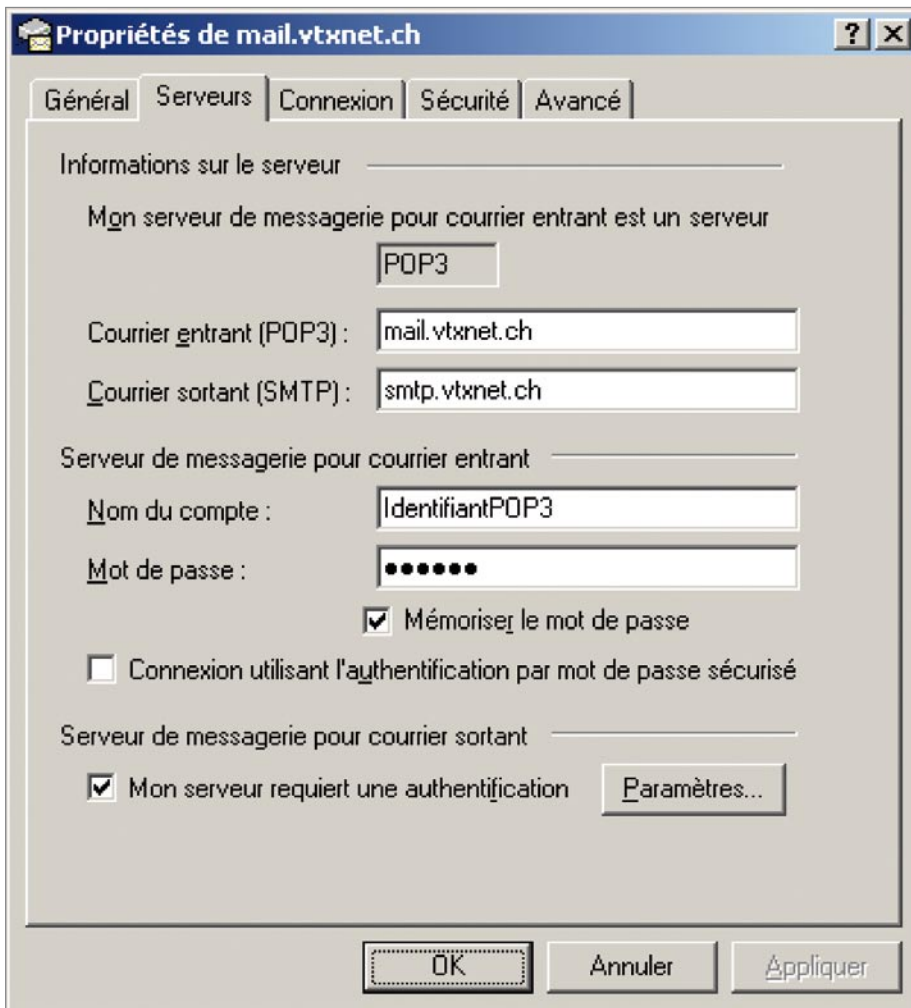 Propriétés de mail.vtxnet.ch
Général Serveurs Connexion Sécurité Avancé
Informations sur le serveur
Mon serveur de messagerie pour courrier entrant est un serveur
POP3
Courrier entrant (POP3) : mail.vtxnet.ch
Courrier sortant (SMTP) : smtp.vtxnet.ch
Serveur de messagerie pour courrier entrant
Nom du compte : IdentifiantPOP3
Mot de passe : ●●●●●●
Mémoriser le mot de passe
Connexion utilisant l'authentification par mot de passe sécurisé
Serveur de messagerie pour courrier sortant
Mon serveur requiert une authentification Paramètres...
OK Annuler Appliquer